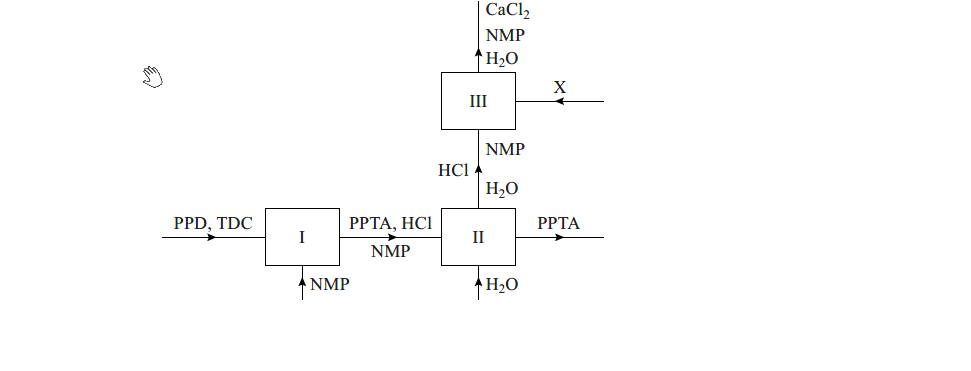 CaCl₂
NMP
H₂O
X
III
NMP
HCl
H₂O
PPD, TDC
PPTA, HCl
PPTA
I
II
NMP
NMP
H₂O